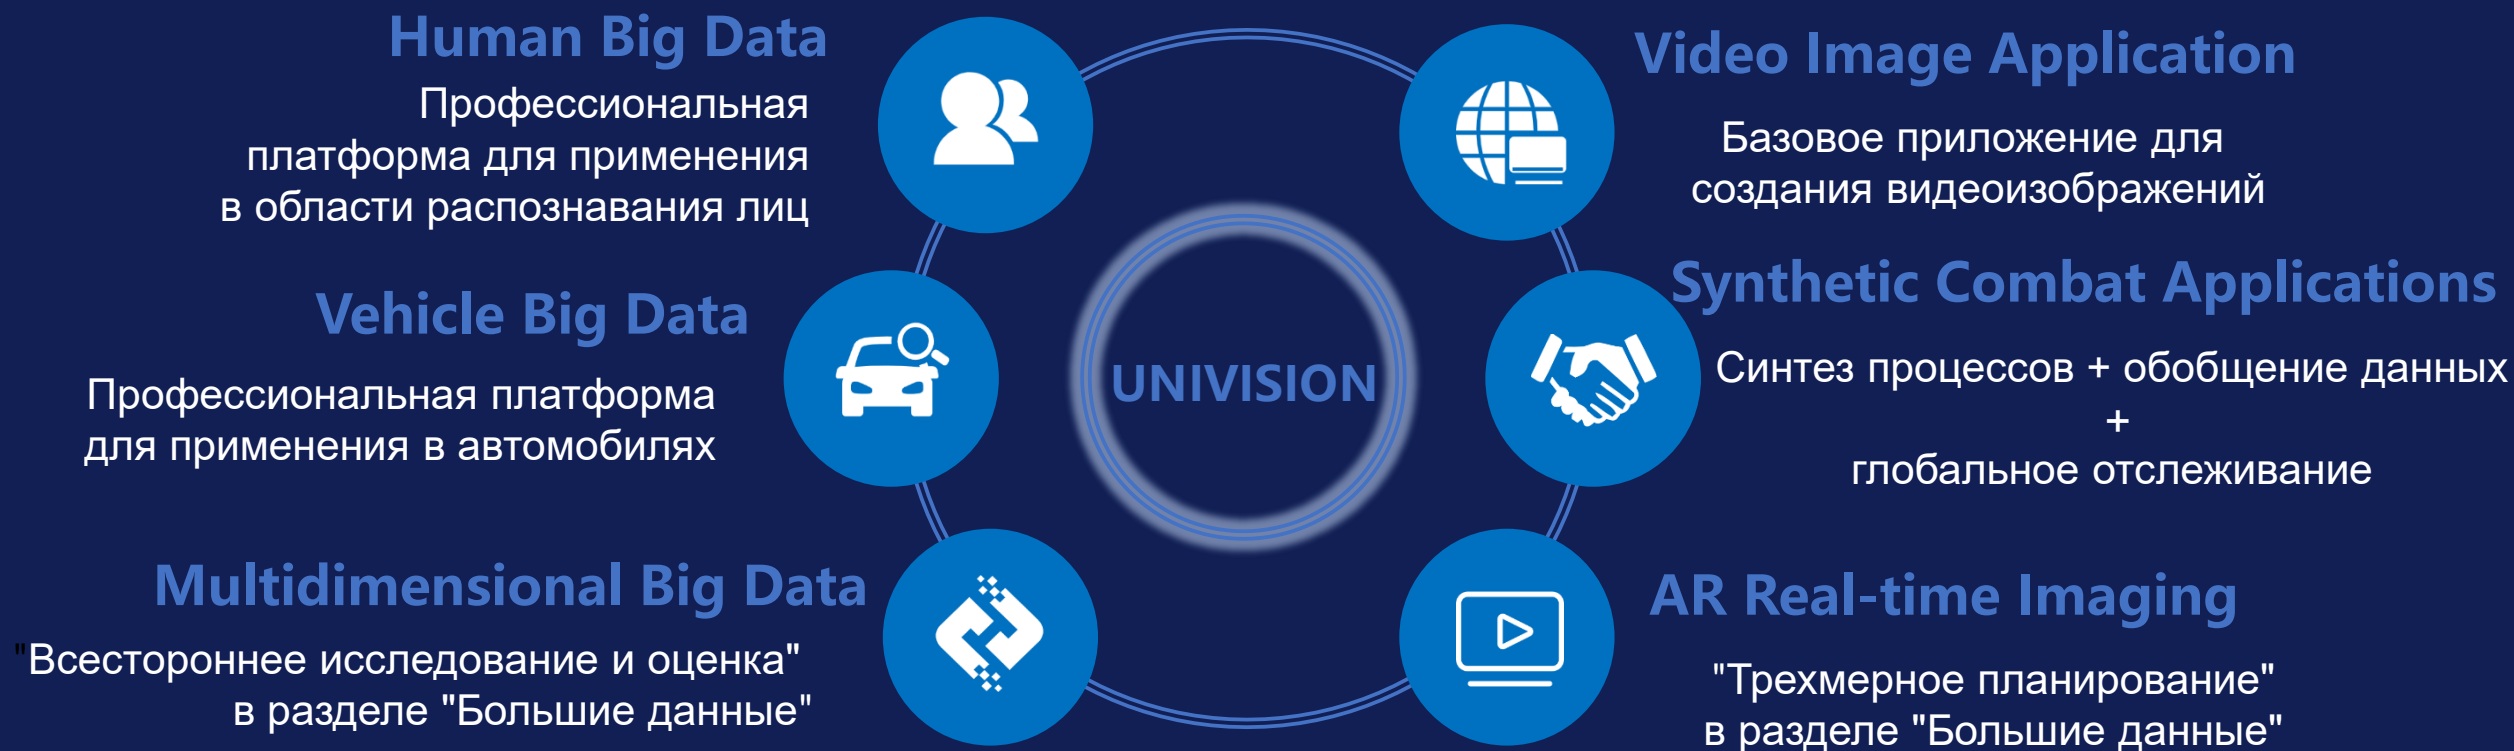 Human Big Data
Профессиональная
платформа для применения
в области распознавания лиц
Vehicle Big Data
Профессиональная платформа
для применения в автомобилях
Multidimensional Big Data
"Всестороннее исследование и оценка"
в разделе "Большие данные"
UNIVISION
Video Image Application
Базовое приложение для
создания видеоизображений
Synthetic Combat Applications
Синтез процессов + обобщение данных
+
глобальное отслеживание
AR Real-time Imaging
"Трехмерное планирование"
в разделе "Большие данные"